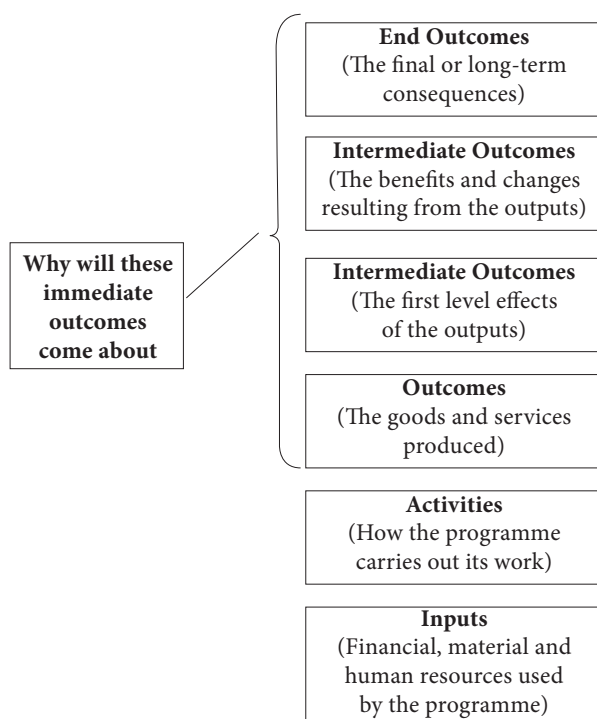 End Outcomes
(The final or long-term
consequences)
Intermediate Outcomes
(The benefits and changes
resulting from the outputs)
Why will these
immediate
outcomes
come about
Intermediate Outcomes
(The first level effects
of the outputs)
Outcomes
(The goods and services
produced)
Activities
(How the programme
carries out its work)
Inputs
(Financial, material and
human resources used
by the programme)